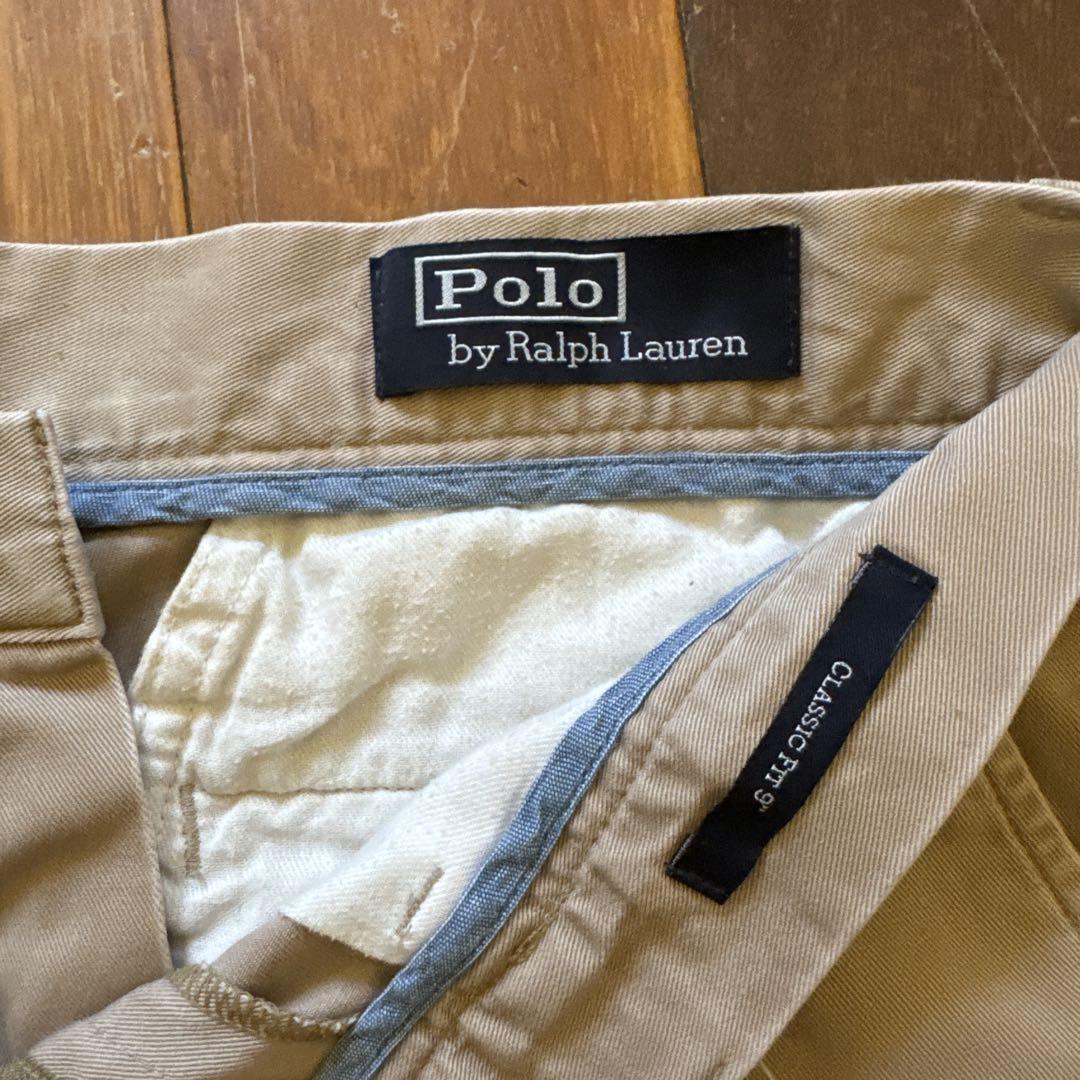 Polo
by Ralph Lauren
CLASSIC FIT 9"